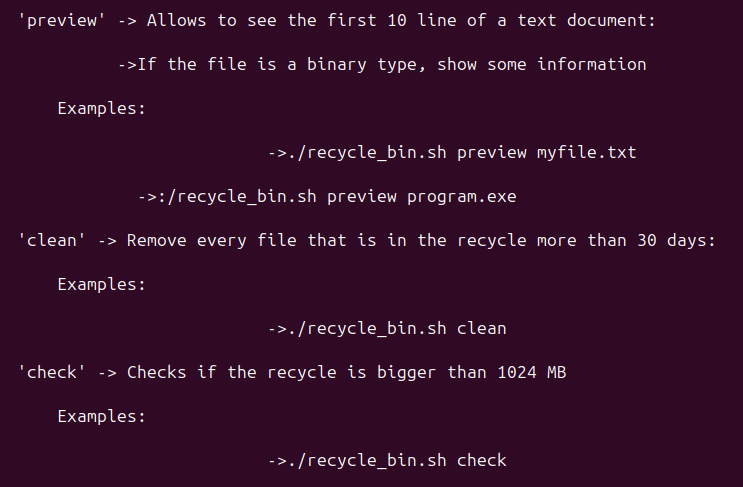 'preview' -> Allows to see the first 10 line of a text document:
->If the file is a binary type, show some information
Examples:
->./recycle_bin.sh preview myfile.txt
->:/recycle_bin.sh preview program.exe
'clean' -> Remove every file that is in the recycle more than 30 days:
Examples:
->./recycle_bin.sh clean
'check' -> Checks if the recycle is bigger than 1024 MB
Examples:
->./recycle_bin.sh check